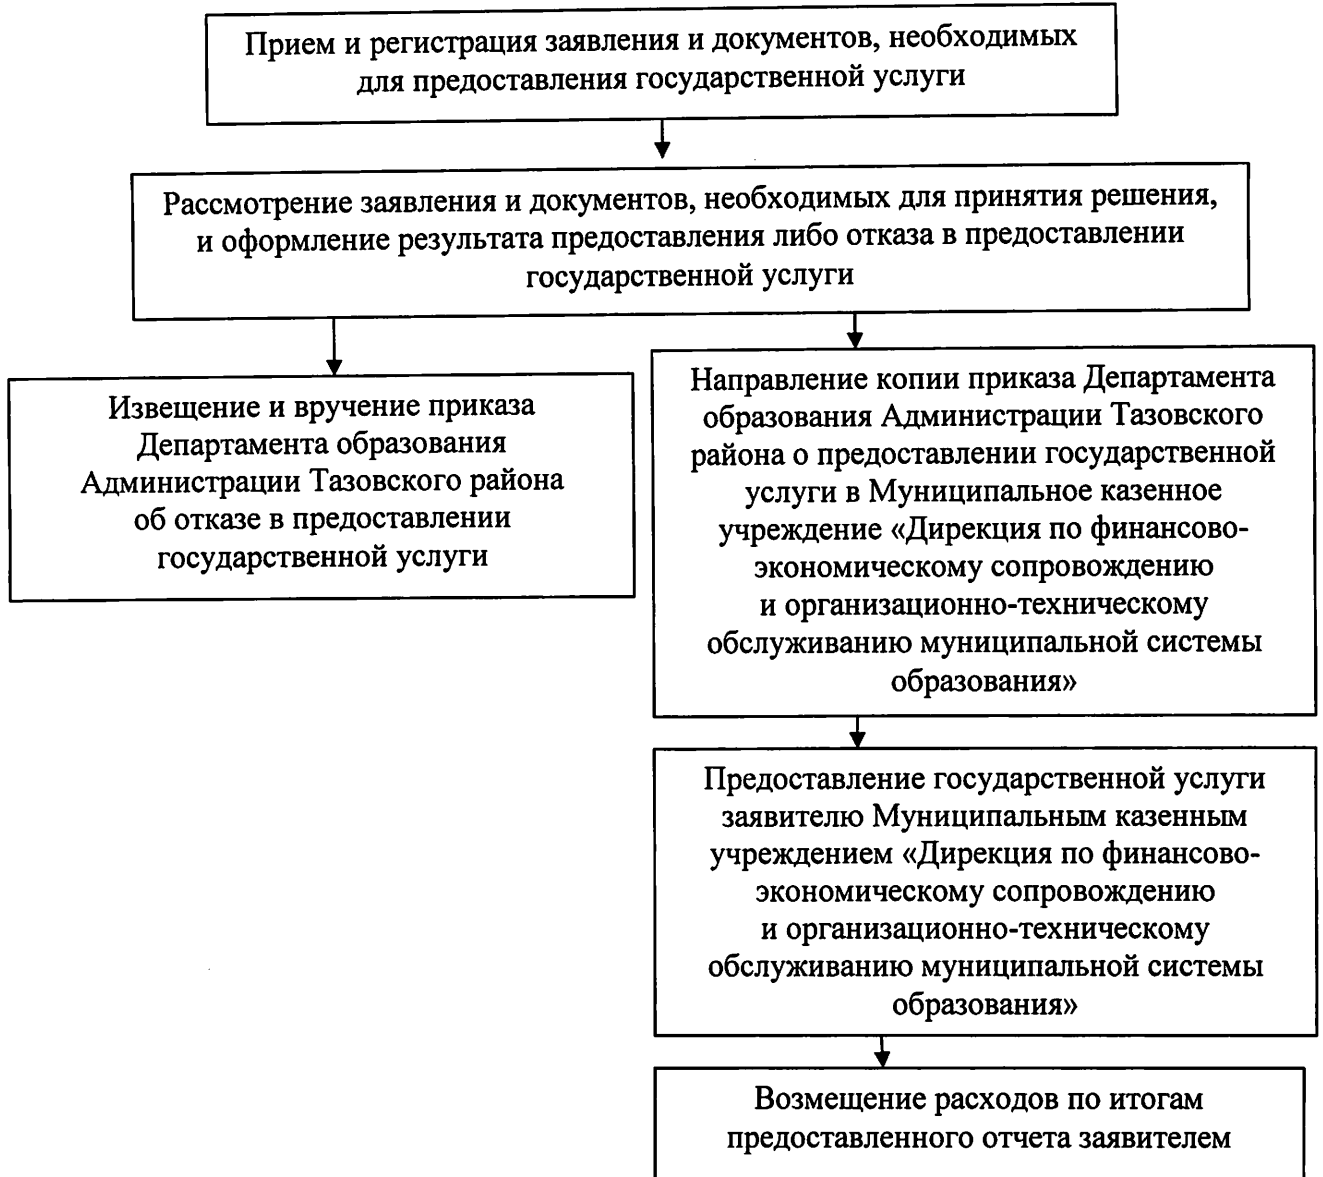 Прием и регистрация заявления и документов, необходимых
для предоставления государственной услуги
Рассмотрение заявления и документов, необходимых для принятия решения,
и оформление результата предоставления либо отказа в предоставлении
государственной услуги
Извещение и вручение приказа
Департамента образования
Администрации Тазовского района
об отказе в предоставлении
государственной услуги
Направление копии приказа Департамента
образования Администрации Тазовского
района о предоставлении государственной
услуги в Муниципальное казенное
учреждение «Дирекция по финансово-
экономическому сопровождению
и организационно-техническому
обслуживанию муниципальной системы
образования»
Предоставление государственной услуги
заявителю Муниципальным казенным
учреждением «Дирекция по финансово-
экономическому сопровождению
и организационно-техническому
обслуживанию муниципальной системы
образования»
Возмещение расходов по итогам
предоставленного отчета заявителем